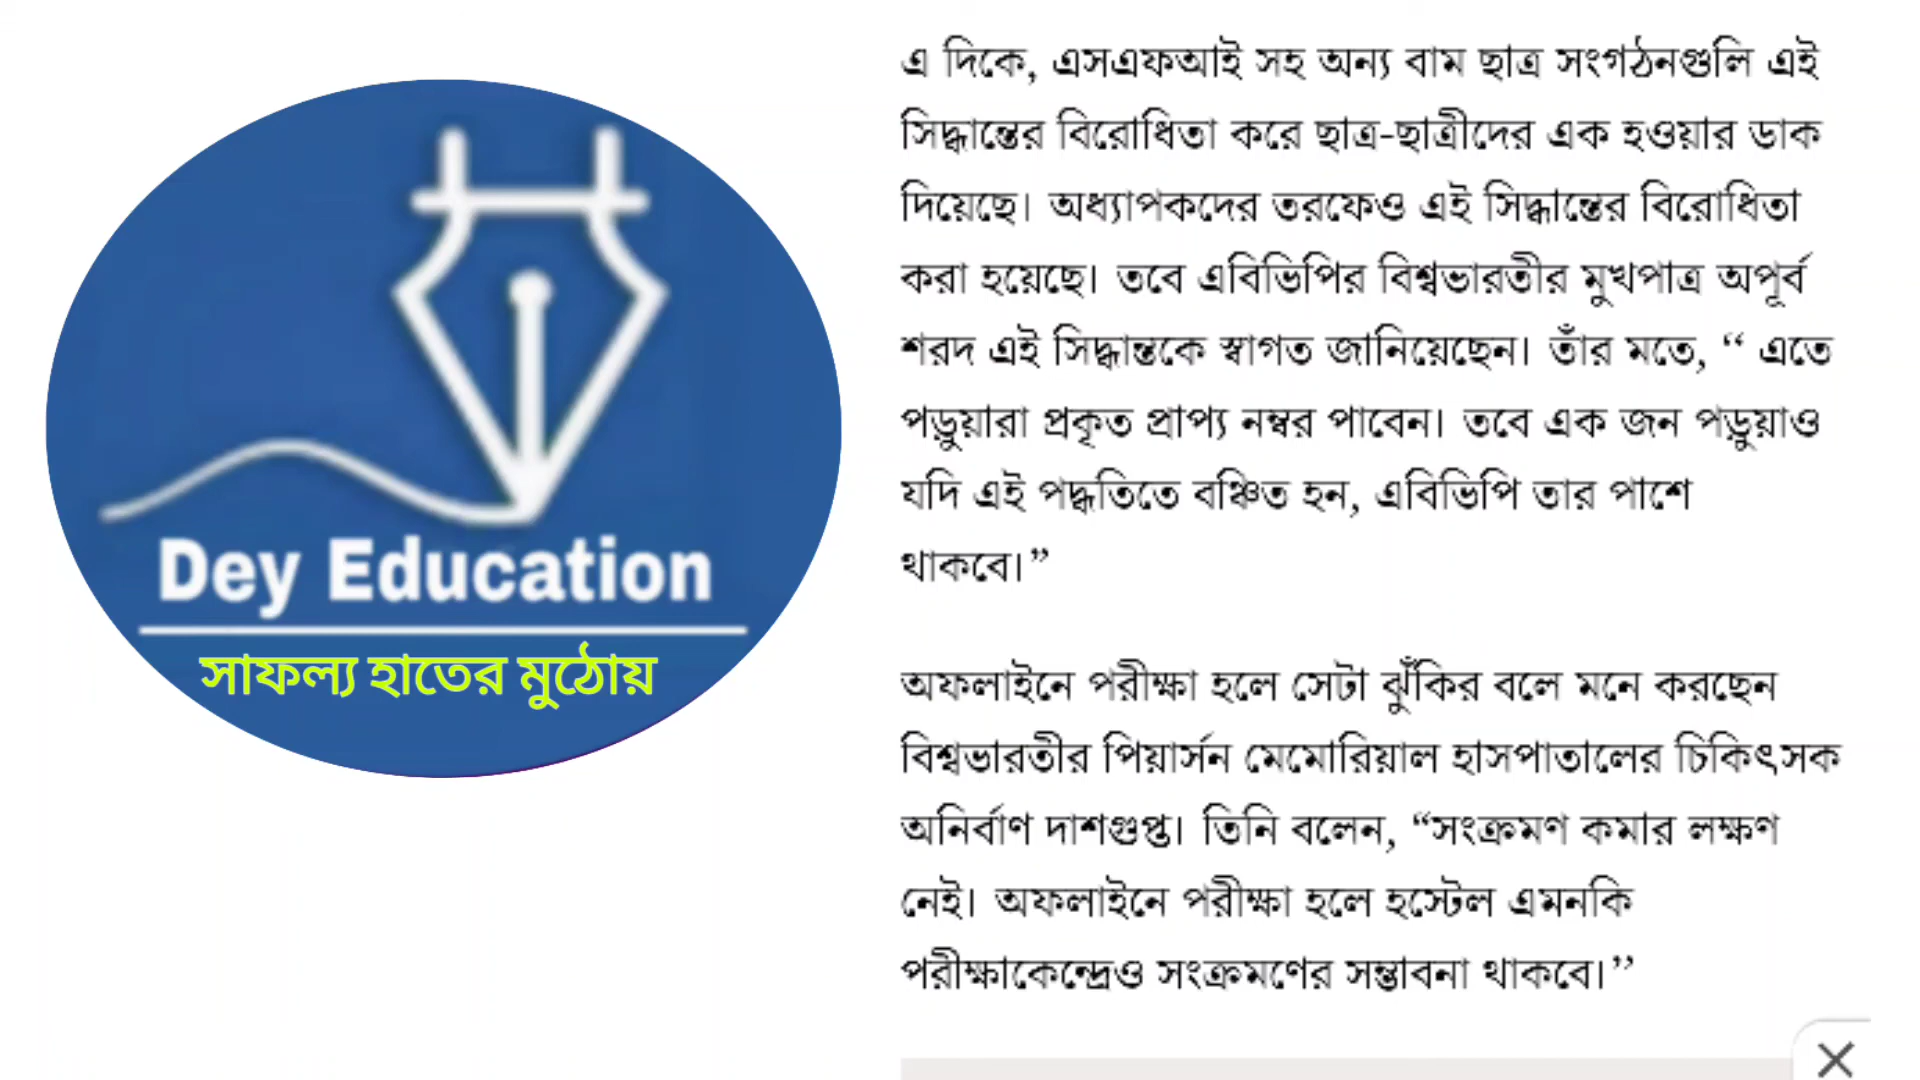 Dey Education
সাফল্য হাতের মুঠোয়
এ দিকে, এসএফআই সহ অন্য বাম ছাত্র সংগঠনগুলি এই
সিদ্ধান্তের বিরোধিতা করে ছাত্র-ছাত্রীদের এক হওয়ার ডাক
দিয়েছে। অধ্যাপকদের তরফেও এই সিদ্ধান্তের বিরোধিতা
করা হয়েছে। তবে এবিভিপির বিশ্বভারতীর মুখপাত্র অপূর্ব
শরদ এই সিদ্ধান্তকে স্বাগত জানিয়েছেন। তাঁর মতে, “ এতে
পড়ুয়ারা প্রকৃত প্রাপ্য নম্বর পাবেন। তবে এক জন পড়ুয়াও
যদি এই পদ্ধতিতে বঞ্চিত হন, এবিভিপি তার পাশে
থাকবে।”
অফলাইনে পরীক্ষা হলে সেটা ঝুঁকির বলে মনে করছেন
বিশ্বভারতীর পিয়ার্সন মেমোরিয়াল হাসপাতালের চিকিৎসক
অনির্বাণ দাশগুপ্ত। তিনি বলেন, “সংক্রমণ কমার লক্ষণ
নেই। অফলাইনে পরীক্ষা হলে হস্টেল এমনকি
পরীক্ষাকেন্দ্রেও সংক্রমণের সম্ভাবনা থাকবে।’’